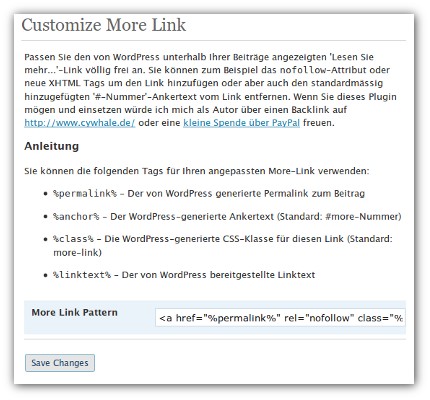 Customize More Link
Passen Sie den von WordPress unterhalb Ihrer Beiträge angezeigten 'Lesen Sie
mehr...'-Link völlig frei an. Sie können zum Beispiel das nofollow-Attribut oder
neue XHTML Tags um den Link hinzufügen oder aber auch den standardmässig
hinzugefügten '#-Nummer'-Ankertext vom Link entfernen. Wenn Sie dieses Plugin
mögen und einsetzen würde ich mich als Autor über einen Backlink auf
http://www.cywhale.de/ oder eine kleine Spende über PayPal freuen.
Anleitung
Sie können die folgenden Tags für Ihren angepassten More-Link verwenden:
• %permalink% – Der von WordPress generierte Permalink zum Beitrag
• %anchor% – Der WordPress-generierte Ankertext (Standard: #more-Nummer)
• %class% – Die WordPress-generierte CSS-Klasse für diesen Link (Standard:
more-link)
• %linktext% – Der von WordPress bereitgestellte Linktext
More Link Pattern <a href="%permalink%" rel="nofollow" class="%
Save Changes